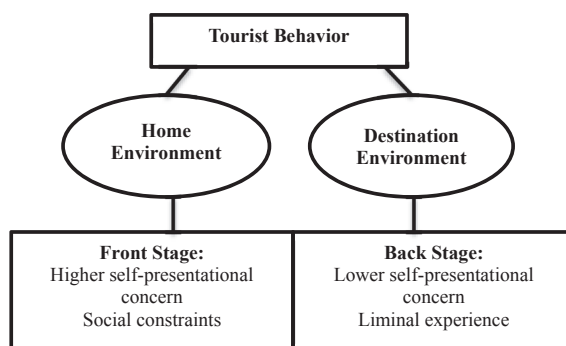 Tourist Behavior
Home
Environment
Destination
Environment
Front Stage:
Higher self-presentational
concern
Social constraints
Back Stage:
Lower self-presentational
concern
Liminal experience